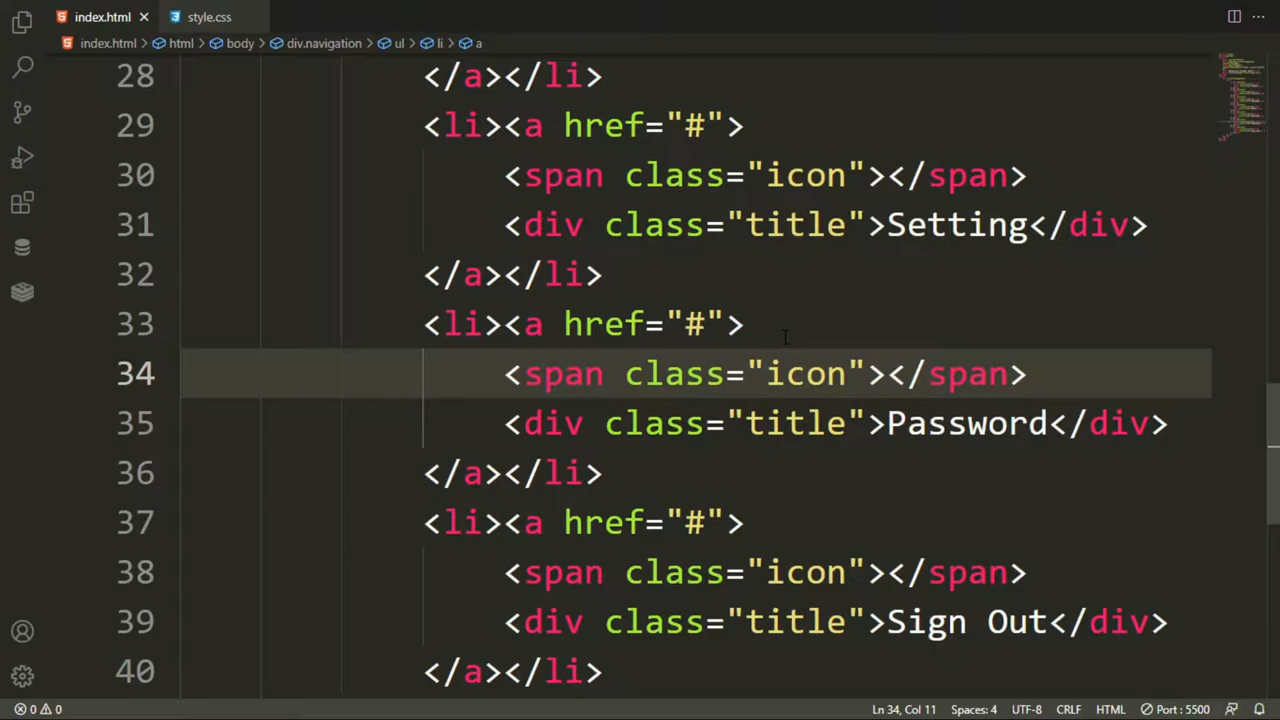 index.html
style.css
index.html html body div.navigation ul li a
28 </a></li>
29 <li><a href="#">
30 <span class="icon"></span>
31 <div class="title">Setting</div>
32 </a></li>
33 <li><a href="#">
34 <span class="icon"></span>
35 <div class="title">Password</div>
36 </a></li>
37 <li><a href="#">
38 <span class="icon"></span>
39 <div class="title">Sign Out</div>
40 </a></li>
0 0 Ln 34, Col 11 Spaces: 4 UTF-8 CRLF HTML Port : 5500